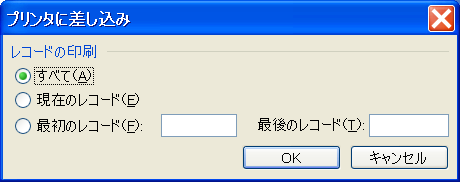 プリンタに差し込み
レコードの印刷
すべて(A)
現在のレコード(E)
最初のレコード(F): 最後のレコード(T):
OK キャンセル